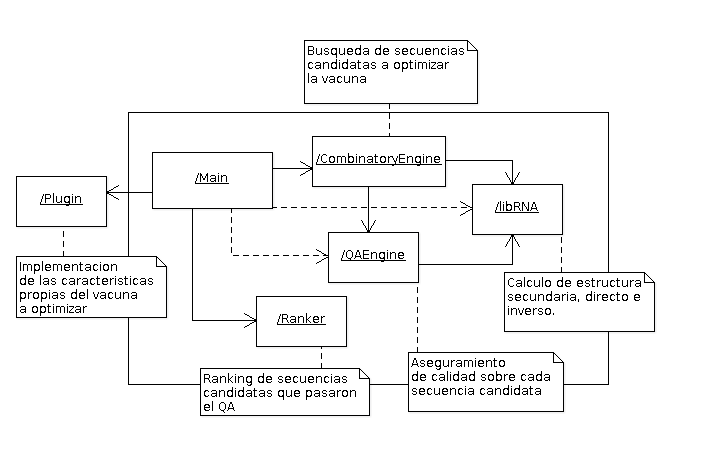 Busqueda de secuencias
candidatas a optimizar
la vacuna
/CombinatoryEngine
/Main
/Plugin
/libRNA
/QAEngine
Implementacion
de las caracteristicas
propias del vacuna
a optimizar
Calculo de estructura
secundaria, directo e
inverso.
/Ranker
Ranking de secuencias
candidatas que pasaron
el QA
Aseguramiento
de calidad sobre cada
secuencia candidata